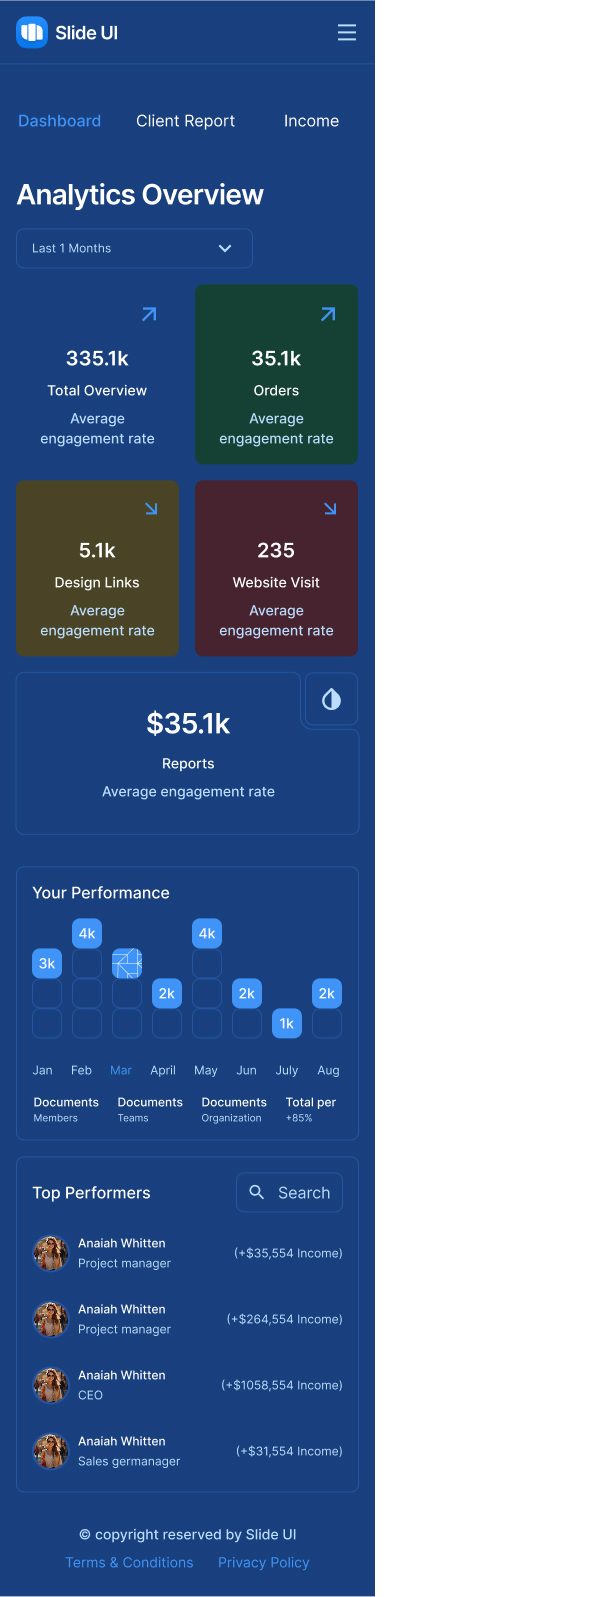 Slide UI
Dashboard Client Report Income
Analytics Overview
Last 1 Months
335.1k
Total Overview
Average
engagement rate
35.1k
Orders
Average
engagement rate
5.1k
Design Links
Average
engagement rate
235
Website Visit
Average
engagement rate
$35.1k
Reports
Average engagement rate
Your Performance
4k 4k
3k
2k 2k 2k
1k
Jan Feb Mar April May Jun July Aug
Documents Documents Documents Total per
Members Teams Organization +85%
Top Performers Search
Anaiah Whitten
Project manager
(+$35,554 Income)
Anaiah Whitten
Project manager
(+$264,554 Income)
Anaiah Whitten
CEO
(+$1058,554 Income)
Anaiah Whitten
Sales germanager
(+$31,554 Income)
© copyright reserved by Slide UI
Terms & Conditions Privacy Policy